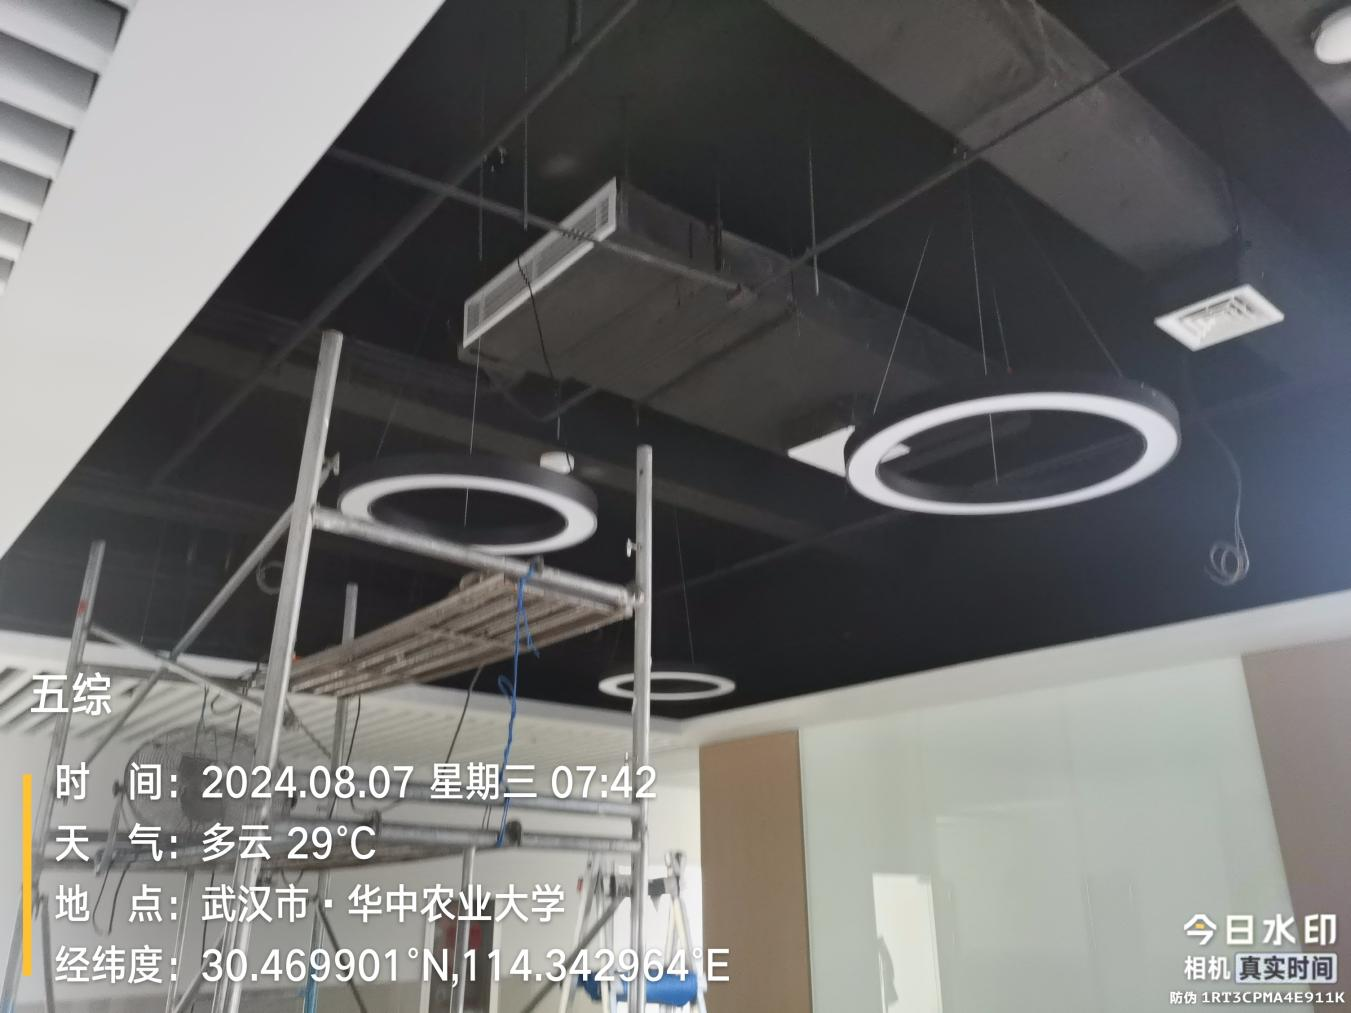 五综
时 间：2024.08.07 星期三 07:42
天 气：多云 29°C
地 点：武汉市·华中农业大学
经纬度：30.469901°N,114.342964°E
今日水印
相机 真实时间
防伪 1RT3CPMA4E911K